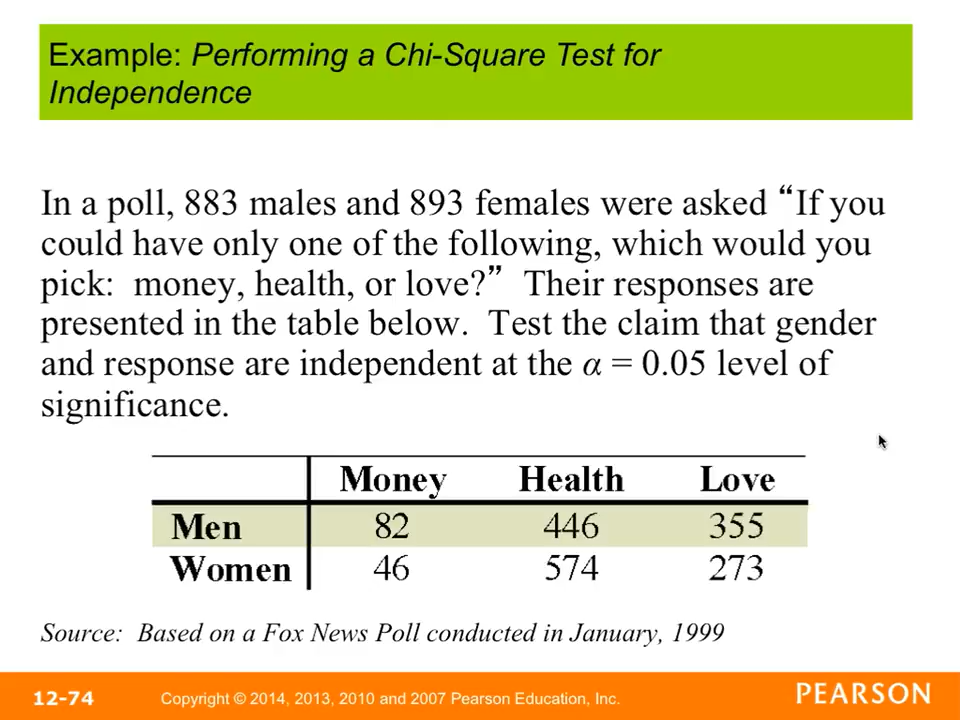 Example: Performing a Chi-Square Test for
Independence
In a poll, 883 males and 893 females were asked “If you
could have only one of the following, which would you
pick:  money, health, or love?”  Their responses are
presented in the table below.  Test the claim that gender
and response are independent at the α = 0.05 level of
significance.
Money Health Love
Men 82 446 355
Women 46 574 273
Source:  Based on a Fox News Poll conducted in January, 1999
12-74 Copyright © 2014, 2013, 2010 and 2007 Pearson Education, Inc. PEARSON